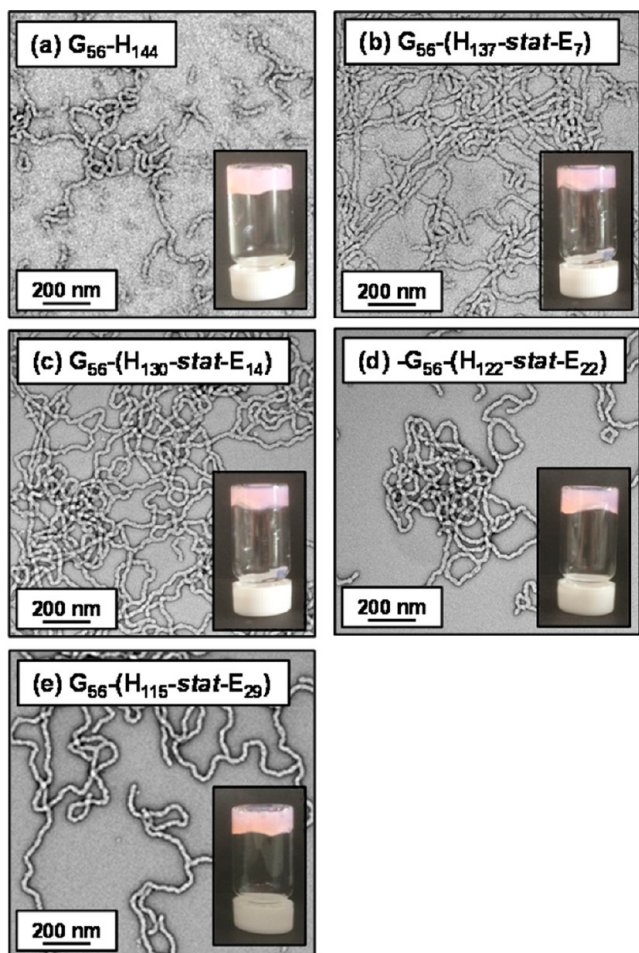 (a) G₅₆-H₁₄₄
200 nm
(b) G₅₆-(H₁₃₇-stat-E₇)
200 nm
(c) G₅₆-(H₁₃₀-stat-E₁₄)
200 nm
(d) -G₅₆-(H₁₂₂-stat-E₂₂)
200 nm
(e) G₅₆-(H₁₁₅-stat-E₂₉)
200 nm